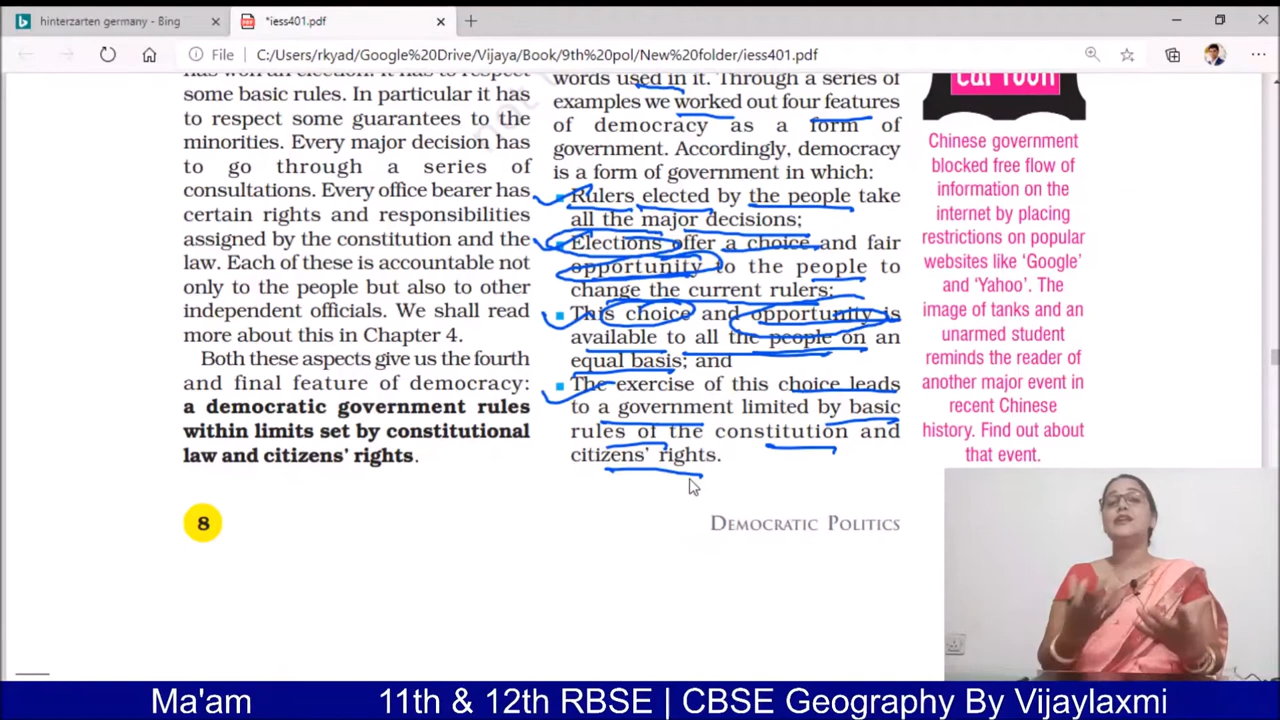 hinterzarten germany - Bing
*iess401.pdf
File
C:/Users/rkyad/Google%20Drive/Vijaya/Book/9th%20pol/New%20folder/iess401.pdf
has won an election. It has to respect
some basic rules. In particular it has
to respect some guarantees to the
minorities. Every major decision has
to go through a series of
consultations. Every office bearer has
certain rights and responsibilities
assigned by the constitution and the
law. Each of these is accountable not
only to the people but also to other
independent officials. We shall read
more about this in Chapter 4.
Both these aspects give us the fourth
and final feature of democracy:
a democratic government rules
within limits set by constitutional
law and citizens' rights.
8
words used in it. Through a series of
examples we worked out four features
of democracy as a form of
government. Accordingly, democracy
is a form of government in which:
Rulers elected by the people take
all the major decisions;
Elections offer a choice and fair
opportunity to the people to
change the current rulers;
This choice and opportunity is
available to all the people on an
equal basis; and
The exercise of this choice leads
to a government limited by basic
rules of the constitution and
citizens' rights.
DEMOCRATIC POLITICS
CARTOON
Chinese government
blocked free flow of
information on the
internet by placing
restrictions on popular
websites like 'Google'
and 'Yahoo'. The
image of tanks and an
unarmed student
reminds the reader of
another major event in
recent Chinese
history. Find out about
that event.
Ma'am 11th & 12th RBSE | CBSE Geography By Vijaylaxmi